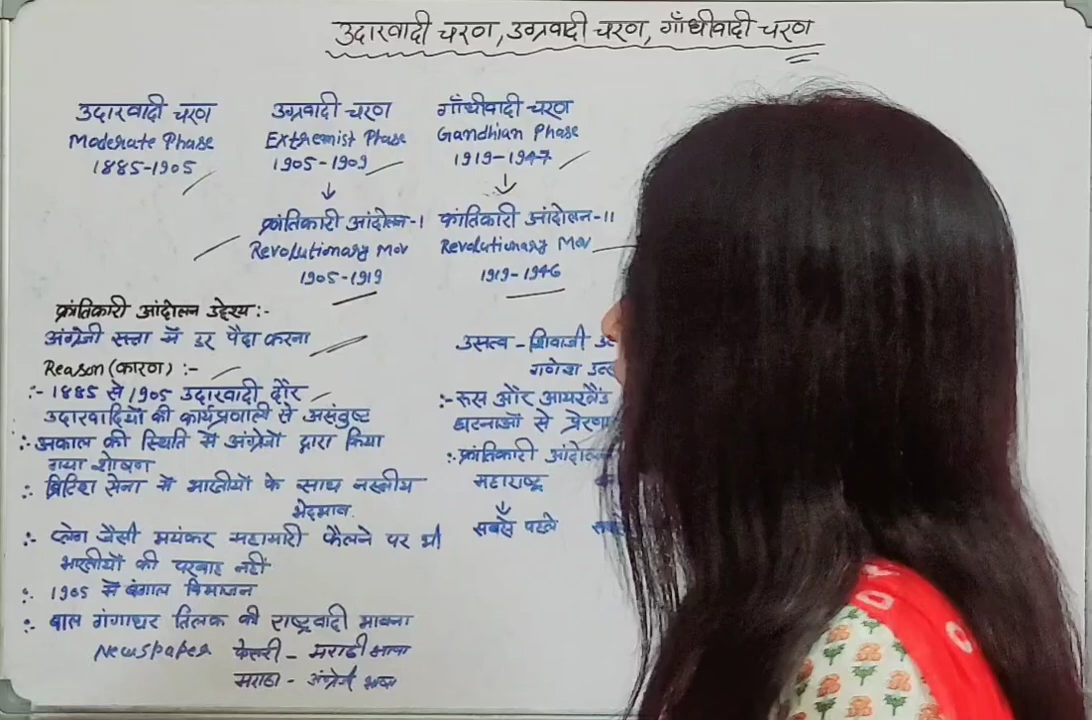 उदारवादी चरण, उग्रवादी चरण, गाँधीवादी चरण
उदारवादी चरण
Moderate Phase
1885-1905
उग्रवादी चरण
Extremist Phase
1905-1909
↓
क्रांतिकारी आंदोलन-I
Revolutionary Mov
1905-1919
गाँधीवादी चरण
Gandhian Phase
1919-1947
↓
क्रांतिकारी आंदोलन-II
Revolutionary Mov
1919-1946
क्रांतिकारी आंदोलन उद्देश्य:-
अंग्रेजी सत्ता में डर पैदा करना
Reason (कारण) :-
:- 1885 से 1905 उदारवादी दौर
उदारवादियों की कार्यप्रणाली से असंतुष्ट
:- अकाल की स्थिति में अंग्रेजों द्वारा किया
गया शोषण
:- ब्रिटिश सेना में भारतीयों के साथ नस्लीय
भेदभाव.
:- प्लेग जैसी भयंकर महामारी फैलने पर भी
भारतीयों की परवाह नहीं
:- 1905 में बंगाल विभाजन
:- बाल गंगाधर तिलक की राष्ट्रवादी भावना
Newspaper केसरी - मराठी भाषा
मराठा - अंग्रेजी भाषा
उसत्व - शिवाजी
गणेश
:- रूस और आयरलैंड
घटनाओं से प्रेरणा
:- क्रांतिकारी आंदोलन
महाराष्ट्र
↓
सबसे पहले